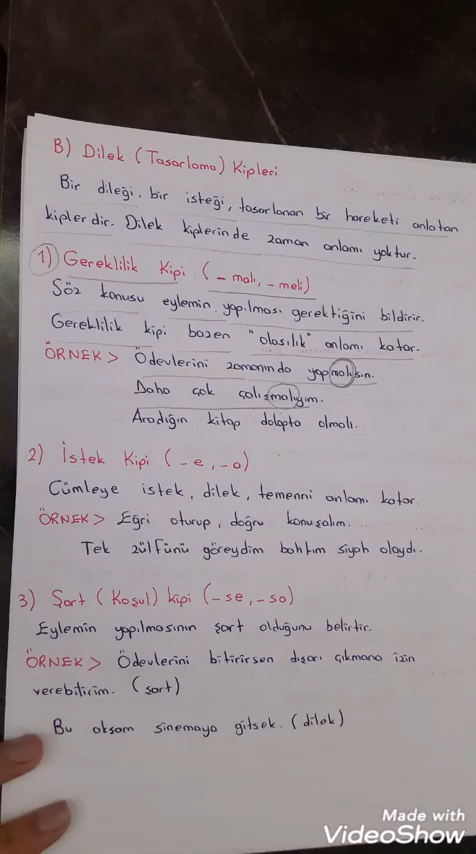 B) Dilek (Tasarlama) Kipleri
Bir dileği, bir isteği, tasarlanan bir hareketi anlatan
kiplerdir. Dilek kiplerinde zaman anlamı yoktur.
1) Gereklilik Kipi (-malı, -meli)
Söz konusu eylemin yapılması gerektiğini bildirir.
Gereklilik kipi bazen "olasılık" anlamı katar.
ÖRNEK > Ödevlerini zamanında yapmalısın.
Daha çok çalışmalıyım.
Aradığın kitap dolapta olmalı.
2) İstek Kipi (-e, -a)
Cümleye istek, dilek, temenni anlamı katar.
ÖRNEK > Eğri oturup, doğru konuşalım.
Tek zülfünü göreydim bahtım siyah olaydı.
3) Şart (Koşul) kipi (-se, -sa)
Eylemin yapılmasının şart olduğunu belirtir.
ÖRNEK > Ödevlerini bitirirsen dışarı çıkmana izin
verebilirim. (şart)
Bu akşam sinemaya gitsek. (dilek)
Made with
VideoShow